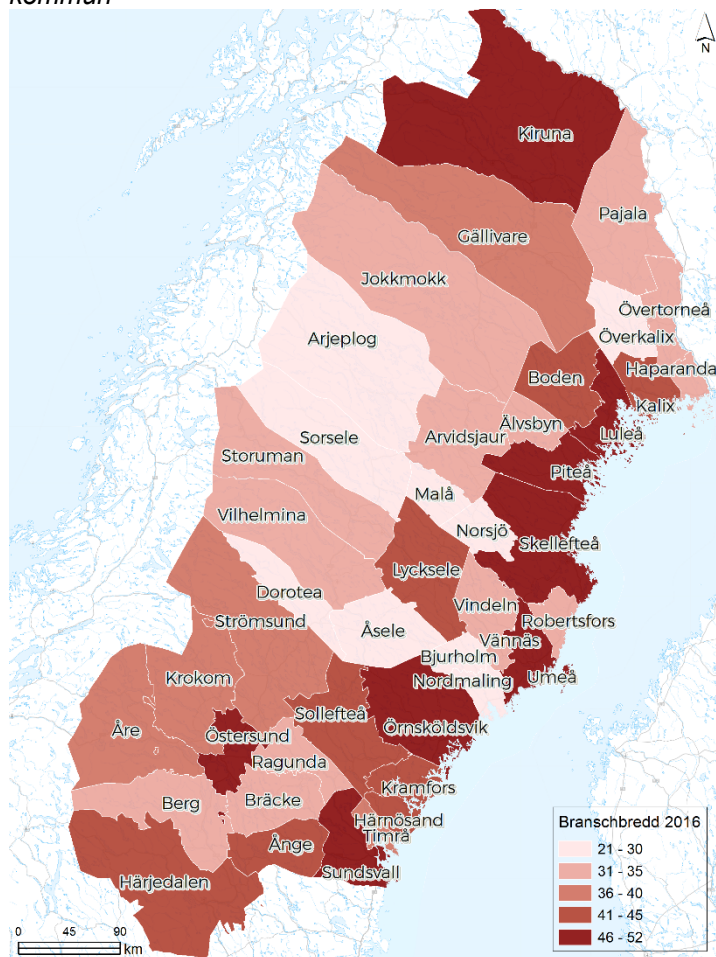 kommun
N
Kiruna
Pajala
Gällivare
Jokkmokk
Övertorneå
Arjeplog
Överkalix
Haparanda
Boden
Kalix
Älvsbyn
Luleå
Arvidsjaur
Sorsele
Storuman
Piteå
Malå
Vilhelmina
Norsjö
Skellefteå
Lycksele
Dorotea
Vindeln
Robertsfors
Strömsund
Åsele
Vännäs
Bjurholm
Umeå
Krokom
Nordmaling
Sollefteå
Örnsköldsvik
Åre
Östersund
Ragunda
Kramfors
Berg
Bräcke
Härnösand
Timrå
Ånge
Sundsvall
Härjedalen
Branschbredd 2016
21 - 30
31 - 35
36 - 40
41 - 45
46 - 52
0 45 90
km